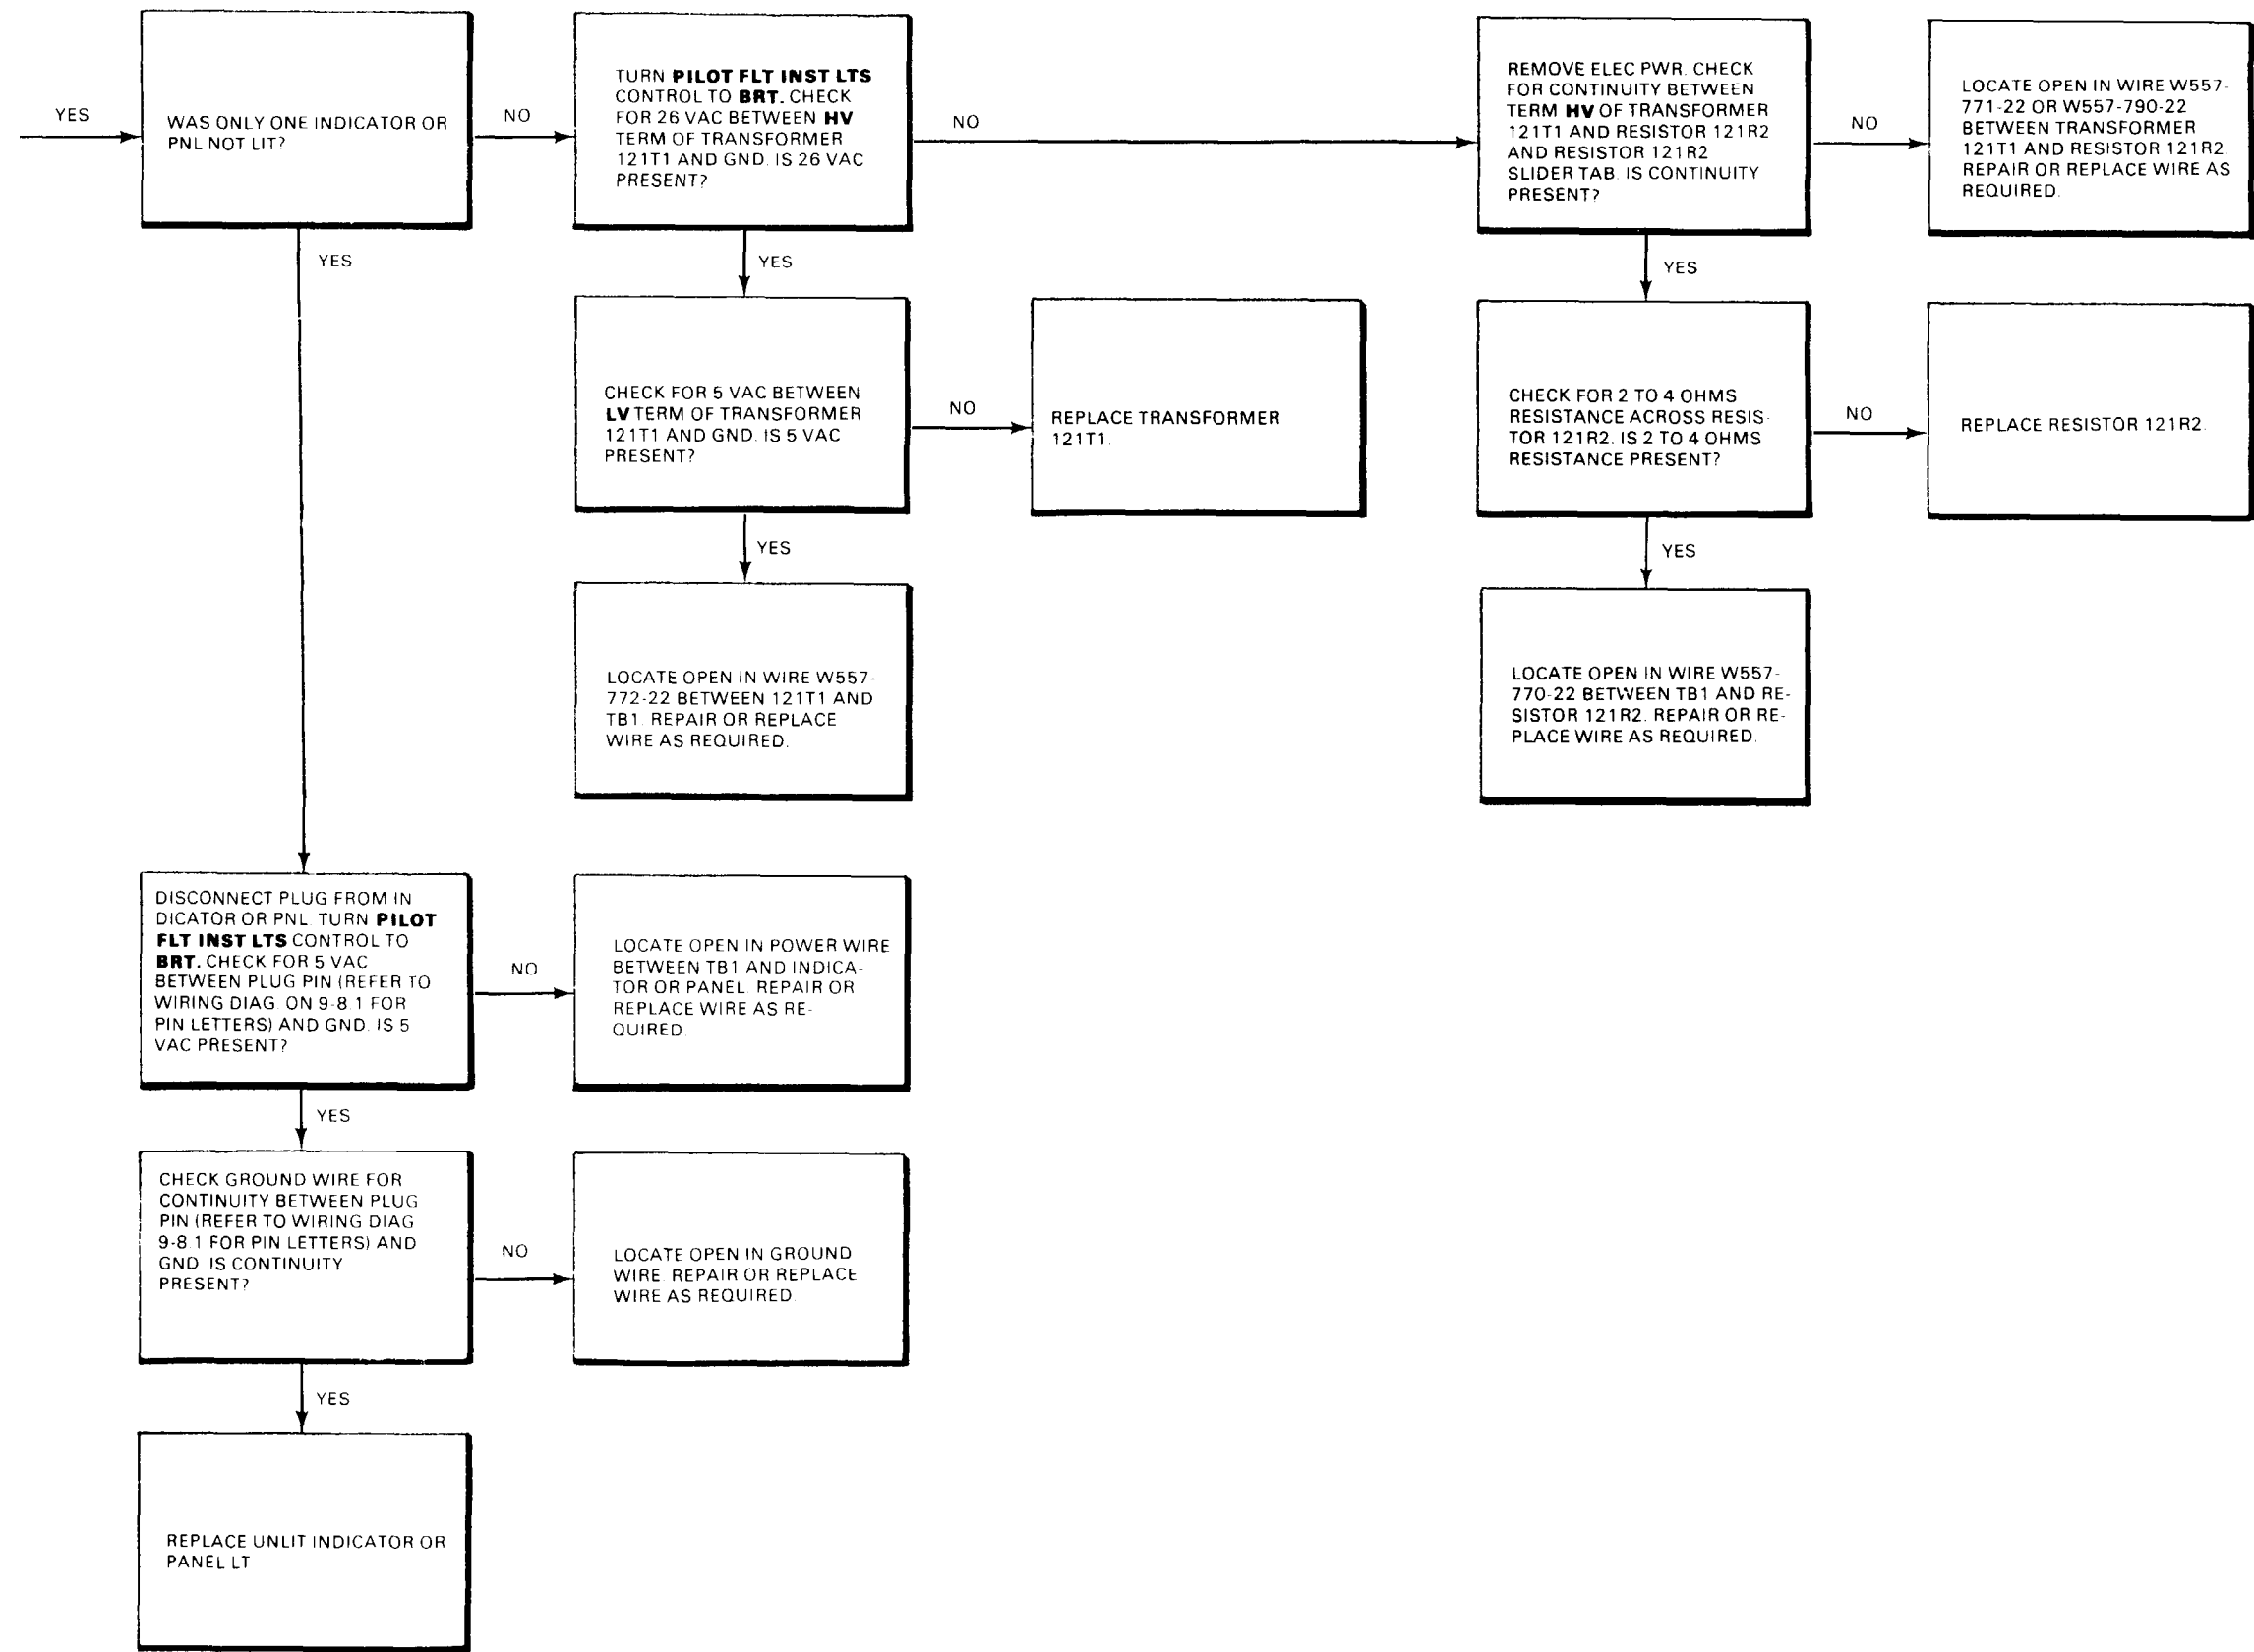 YES
WAS ONLY ONE INDICATOR OR
PNL NOT LIT?
NO
TURN PILOT FLT INST LTS
CONTROL TO BRT. CHECK
FOR 26 VAC BETWEEN HV
TERM OF TRANSFORMER
121T1 AND GND. IS 26 VAC
PRESENT?
NO
REMOVE ELEC PWR. CHECK
FOR CONTINUITY BETWEEN
TERM HV OF TRANSFORMER
121T1 AND RESISTOR 121R2
AND RESISTOR 121R2
SLIDER TAB. IS CONTINUITY
PRESENT?
NO
LOCATE OPEN IN WIRE W557-
771-22 OR W557-790-22
BETWEEN TRANSFORMER
121T1 AND RESISTOR 121R2.
REPAIR OR REPLACE WIRE AS
REQUIRED.
YES
YES
YES
CHECK FOR 5 VAC BETWEEN
LV TERM OF TRANSFORMER
121T1 AND GND. IS 5 VAC
PRESENT?
NO
REPLACE TRANSFORMER
121T1.
CHECK FOR 2 TO 4 OHMS
RESISTANCE ACROSS RESIS-
TOR 121R2. IS 2 TO 4 OHMS
RESISTANCE PRESENT?
NO
REPLACE RESISTOR 121R2.
YES
YES
LOCATE OPEN IN WIRE W557-
772-22 BETWEEN 121T1 AND
TB1. REPAIR OR REPLACE
WIRE AS REQUIRED.
LOCATE OPEN IN WIRE W557-
770-22 BETWEEN TB1 AND RE-
SISTOR 121R2. REPAIR OR RE-
PLACE WIRE AS REQUIRED.
DISCONNECT PLUG FROM IN
DICATOR OR PNL. TURN PILOT
FLT INST LTS CONTROL TO
BRT. CHECK FOR 5 VAC
BETWEEN PLUG PIN (REFER TO
WIRING DIAG. ON 9-8.1 FOR
PIN LETTERS) AND GND. IS 5
VAC PRESENT?
NO
LOCATE OPEN IN POWER WIRE
BETWEEN TB1 AND INDICA-
TOR OR PANEL. REPAIR OR
REPLACE WIRE AS RE-
QUIRED.
YES
CHECK GROUND WIRE FOR
CONTINUITY BETWEEN PLUG
PIN (REFER TO WIRING DIAG
9-8.1 FOR PIN LETTERS) AND
GND. IS CONTINUITY
PRESENT?
NO
LOCATE OPEN IN GROUND
WIRE. REPAIR OR REPLACE
WIRE AS REQUIRED.
YES
REPLACE UNLIT INDICATOR OR
PANEL LT